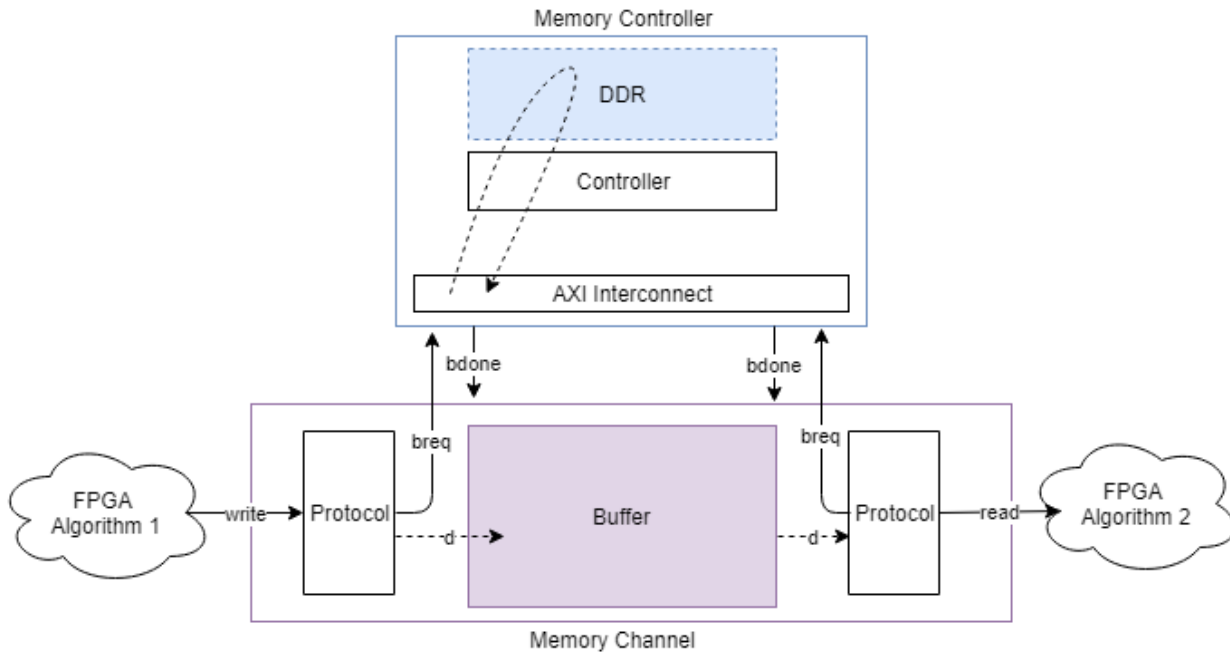 Memory Controller
DDR
Controller
AXI Interconnect
bdone
bdone
breq
breq
FPGA
Algorithm 1
write
Protocol
d
Buffer
d
Protocol
read
FPGA
Algorithm 2
Memory Channel